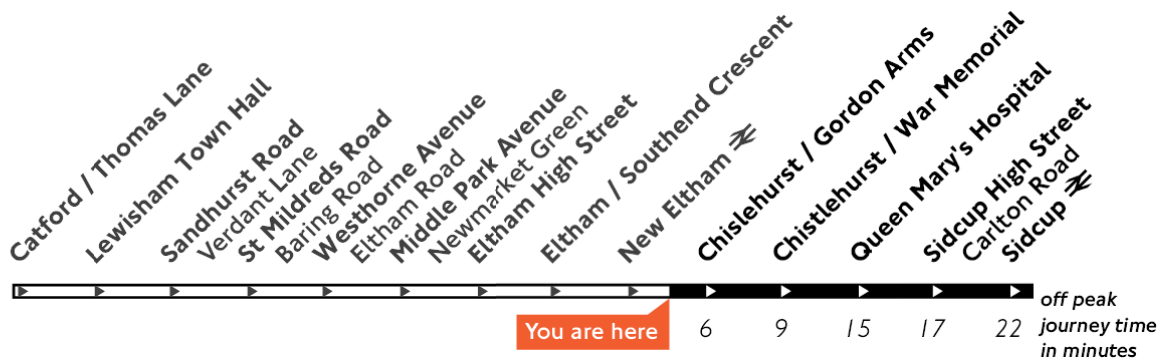 Catford / Thomas Lane
Lewisham Town Hall
Sandhurst Road
Verdant Lane
St Mildreds Road
Baring Road
Westhorne Avenue
Eltham Road
Middle Park Avenue
Newmarket Green
Eltham High Street
Eltham / Southend Crescent
New Eltham
Chislehurst / Gordon Arms
Chistlehurst / War Memorial
Queen Mary's Hospital
Sidcup High Street
Carlton Road
Sidcup
You are here
6 9 15 17 22
off peak
journey time
in minutes